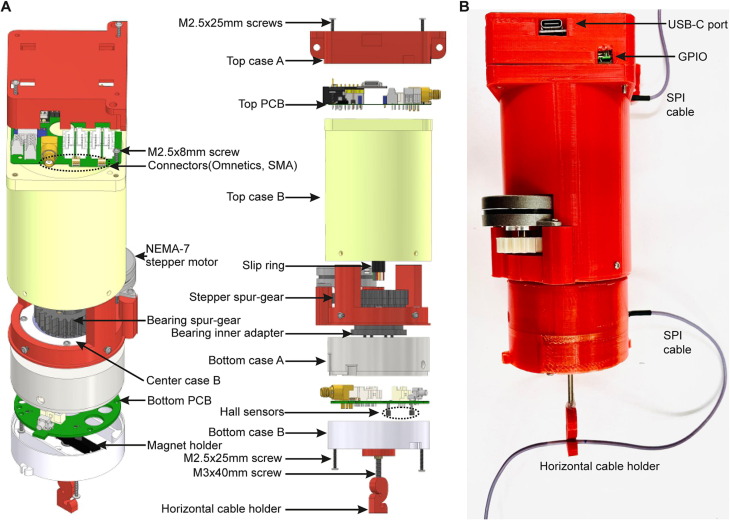 A
M2.5x25mm screws
Top case A
Top PCB
M2.5x8mm screw
Connectors(Omnetics, SMA)
Top case B
NEMA-7
stepper motor
Slip ring
Stepper spur-gear
Bearing spur-gear
Bearing inner adapter
Bottom case A
Center case B
Bottom PCB
Hall sensors
Bottom case B
Magnet holder
M2.5x25mm screw
M3x40mm screw
Horizontal cable holder
B
USB-C port
GPIO
SPI
cable
SPI
cable
Horizontal cable holder